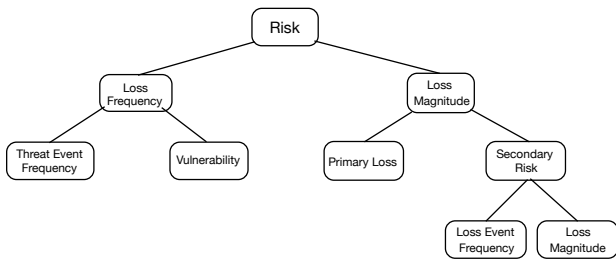 Risk
Loss
Frequency
Loss
Magnitude
Threat Event
Frequency
Vulnerability
Primary Loss
Secondary
Risk
Loss Event
Frequency
Loss
Magnitude